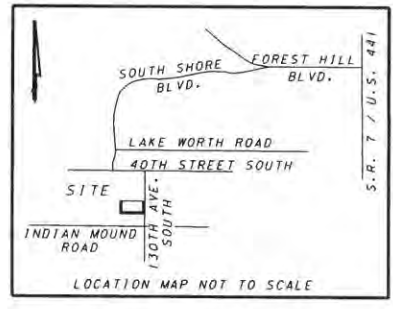 FOREST HILL
BLVD.
SOUTH SHORE
BLVD.
S.R. 7 / U.S. 441
LAKE WORTH ROAD
40TH STREET SOUTH
SITE
130TH AVE.
SOUTH
INDIAN MOUND
ROAD
LOCATION MAP NOT TO SCALE